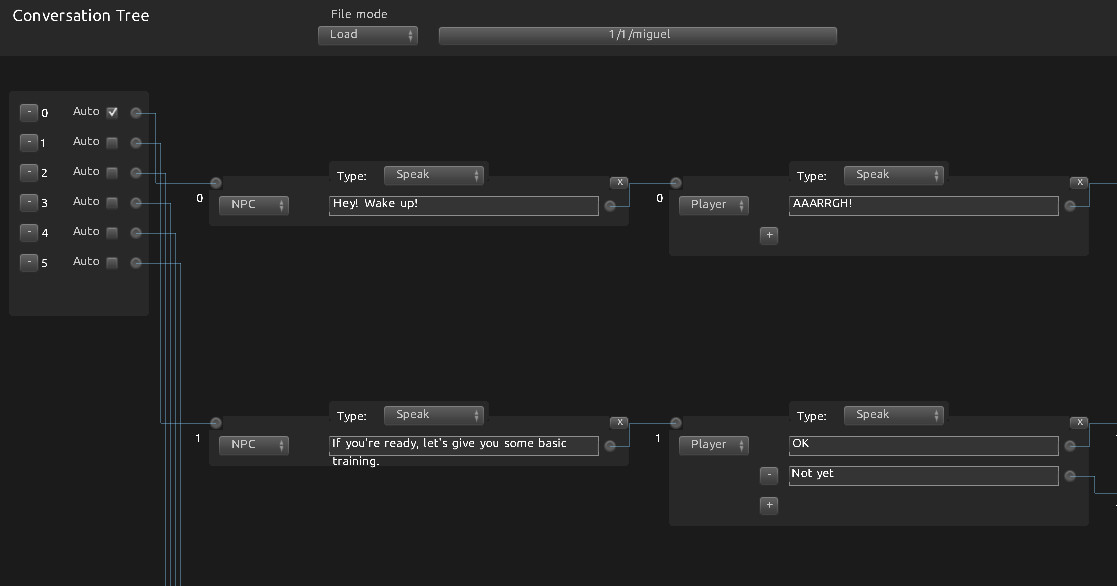 Conversation Tree
File mode
Load
1/1/miguel
- 0 Auto
- 1 Auto
- 2 Auto
- 3 Auto
- 4 Auto
- 5 Auto
Type: Speak
x
0
NPC
Hey! Wake up!
Type: Speak
x
0
Player
AAARRGH!
+
Type: Speak
x
1
NPC
If you're ready, let's give you some basic
training.
Type: Speak
x
1
Player
OK
- Not yet
+